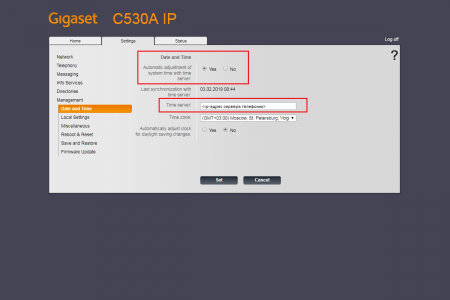 Gigaset C530A IP
Log off
Home Settings Status
?
Network
Telephony
Messaging
Info Services
Directories
Management
Date and Time
Local Settings
Miscellaneous
Reboot & Reset
Save and Restore
Firmware Update
Date and Time
Automatic adjustment of
system time with time
server:
Yes No
Last synchronization with
time server:
03.02.2019 00:44
Time server:
<ip-адрес сервера телефонии>
Time zone:
(GMT+03:00) Moscow, St. Petersburg, Volg
Automatically adjust clock
for daylight saving changes:
Yes No
Set Cancel